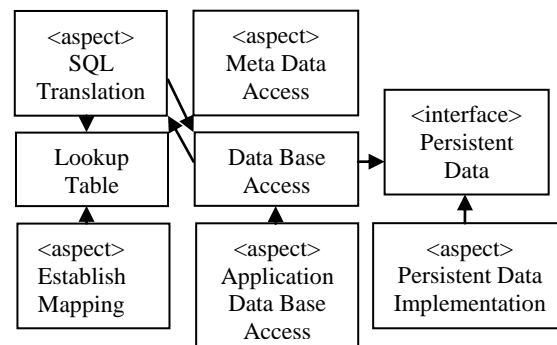 <aspect>
SQL
Translation
<aspect>
Meta Data
Access
<interface>
Persistent
Data
Lookup
Table
Data Base
Access
<aspect>
Establish
Mapping
<aspect>
Application
Data Base
Access
<aspect>
Persistent Data
Implementation